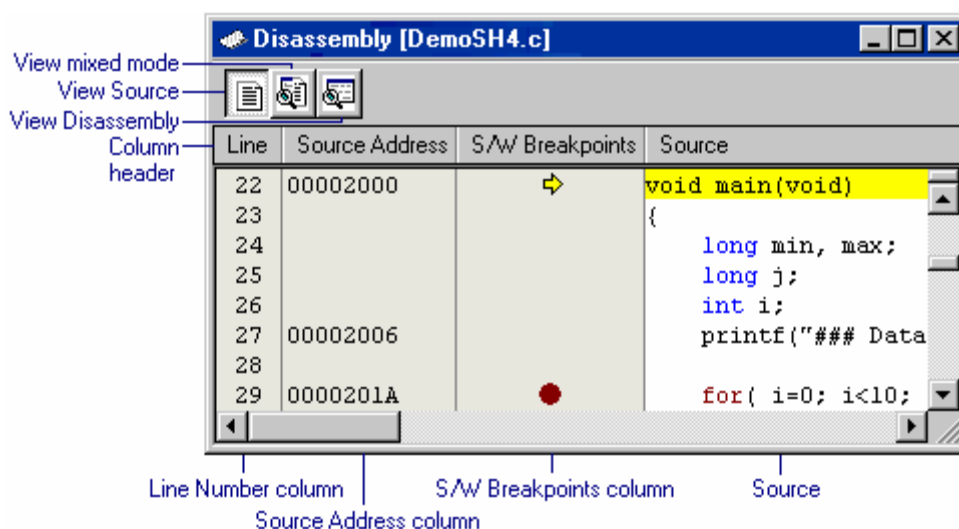 Disassembly [DemoSH4.c]
View mixed mode
View Source
View Disassembly
Column
header
Line Source Address S/W Breakpoints Source
22 00002000 void main(void)
23 {
24 long min, max;
25 long j;
26 int i;
27 00002006 printf("### Data
28
29 0000201A for( i=0; i<10;
Line Number column S/W Breakpoints column Source
Source Address column